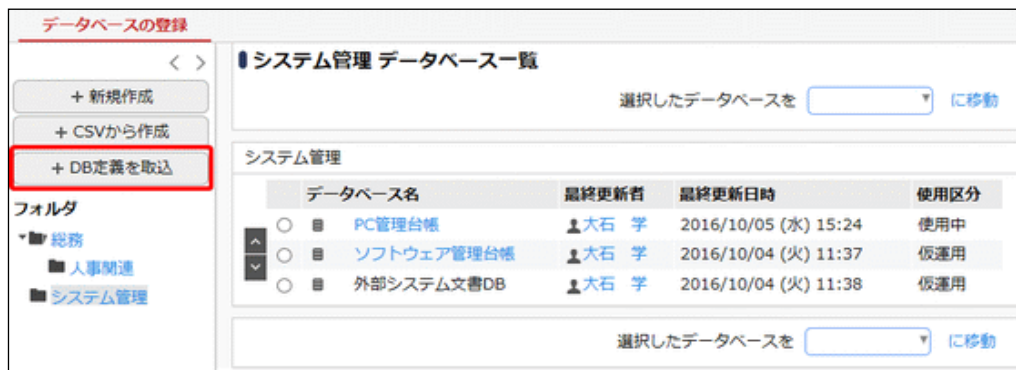 データベースの登録
< >
+ 新規作成
+ CSVから作成
+ DB定義を取込
フォルダ
総務
人事関連
システム管理
システム管理 データベース一覧
選択したデータベースを に移動
システム管理
データベース名 最終更新者 最終更新日時 使用区分
PC管理台帳 大石 学 2016/10/05 (水) 15:24 使用中
ソフトウェア管理台帳 大石 学 2016/10/04 (火) 11:37 仮運用
外部システム文書DB 大石 学 2016/10/04 (火) 11:38 仮運用
選択したデータベースを に移動